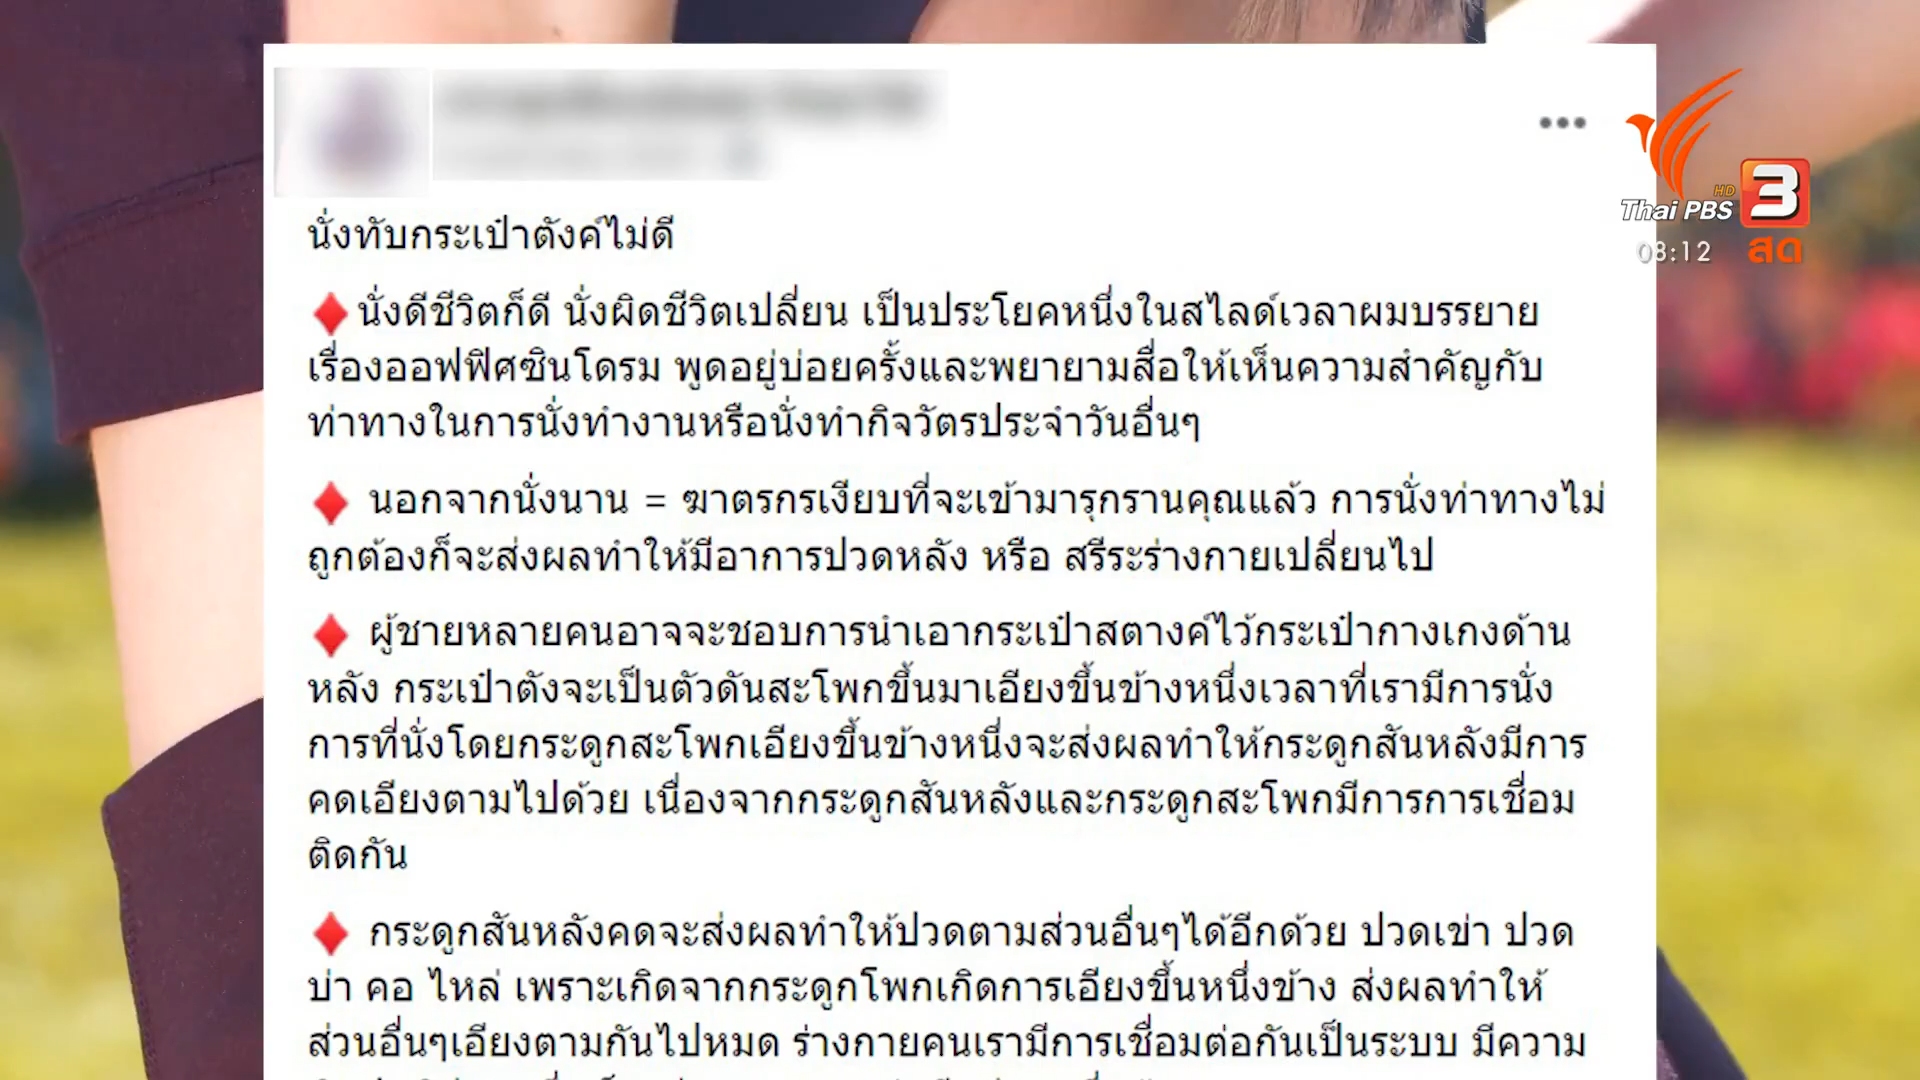 นั่งทับกระเป๋าตังค์ไม่ดี
♦นั่งดีชีวิตก็ดี นั่งผิดชีวิตเปลี่ยน เป็นประโยคหนึ่งในสไลด์เวลาผมบรรยาย
เรื่องออฟฟิศซินโดรม พูดอยู่บ่อยครั้งและพยายามสื่อให้เห็นความสำคัญกับ
ท่าทางในการนั่งทำงานหรือนั่งทำกิจวัตรประจำวันอื่นๆ
♦ นอกจากนั่งนาน = ฆาตรกรเงียบที่จะเข้ามารุกรานคุณแล้ว การนั่งท่าทางไม่
ถูกต้องก็จะส่งผลทำให้มีอาการปวดหลัง หรือ สรีระร่างกายเปลี่ยนไป
♦ ผู้ชายหลายคนอาจจะชอบการนำเอากระเป๋าสตางค์ไว้กระเป๋ากางเกงด้าน
หลัง กระเป๋าตังจะเป็นตัวดันสะโพกขึ้นมาเอียงขึ้นข้างหนึ่งเวลาที่เรามีการนั่ง
การที่นั่งโดยกระดูกสะโพกเอียงขึ้นข้างหนึ่งจะส่งผลทำให้กระดูกสันหลังมีการ
คดเอียงตามไปด้วย เนื่องจากกระดูกสันหลังและกระดูกสะโพกมีการการเชื่อม
ติดกัน
♦ กระดูกสันหลังคดจะส่งผลทำให้ปวดตามส่วนอื่นๆได้อีกด้วย ปวดเข่า ปวด
บ่า คอ ไหล่ เพราะเกิดจากกระดูกโพกเกิดการเอียงขึ้นหนึ่งข้าง ส่งผลทำให้
ส่วนอื่นๆเอียงตามกันไปหมด ร่างกายคนเรามีการเชื่อมต่อกันเป็นระบบ มีความ
HD
Thai PBS 3
08:12 สด